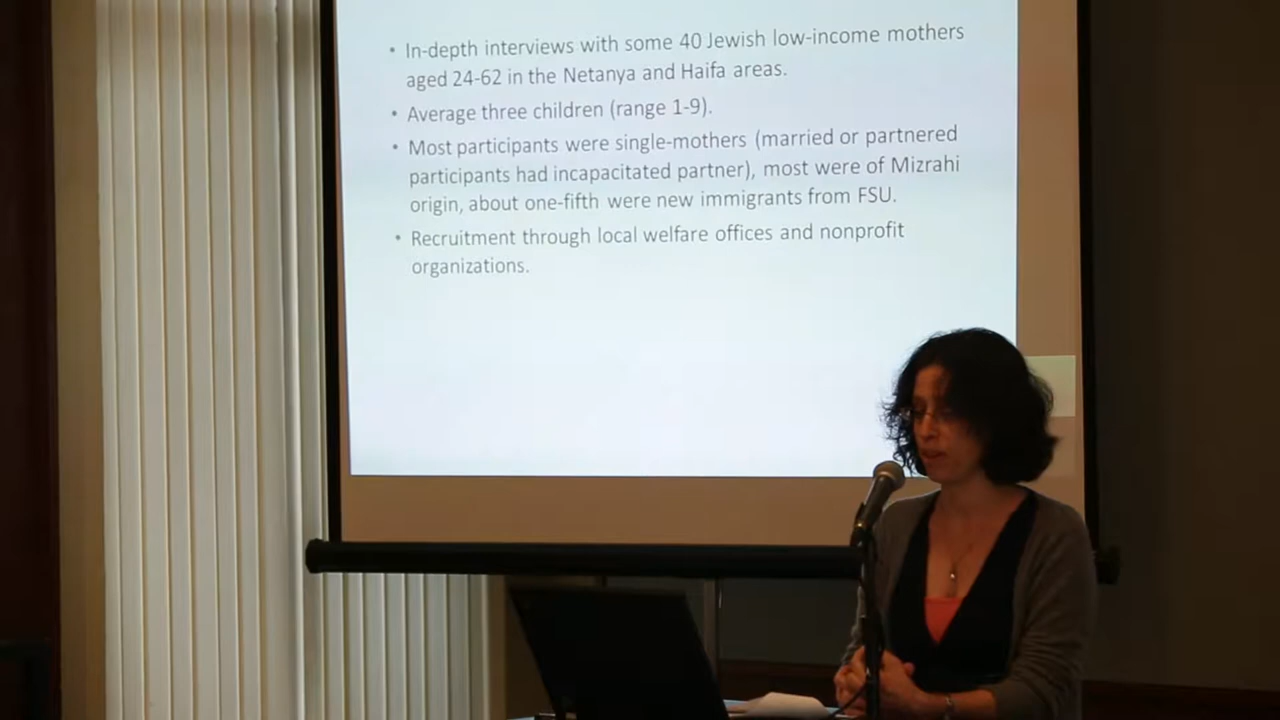 • In-depth interviews with some 40 Jewish low-income mothers
aged 24-62 in the Netanya and Haifa areas.
• Average three children (range 1-9).
• Most participants were single-mothers (married or partnered
participants had incapacitated partner), most were of Mizrahi
origin, about one-fifth were new immigrants from FSU.
• Recruitment through local welfare offices and nonprofit
organizations.